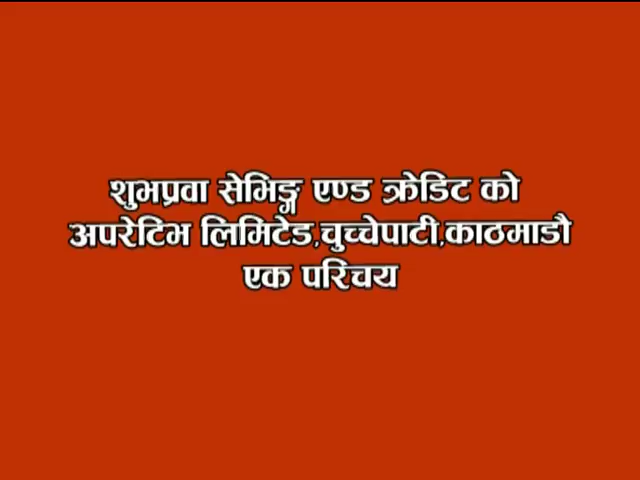 शुभप्रवा सेभिङ्ग एण्ड क्रेडिट को
अपरेटिभ लिमिटेड,चुच्चेपाटी,काठमाडौ
एक परिचय